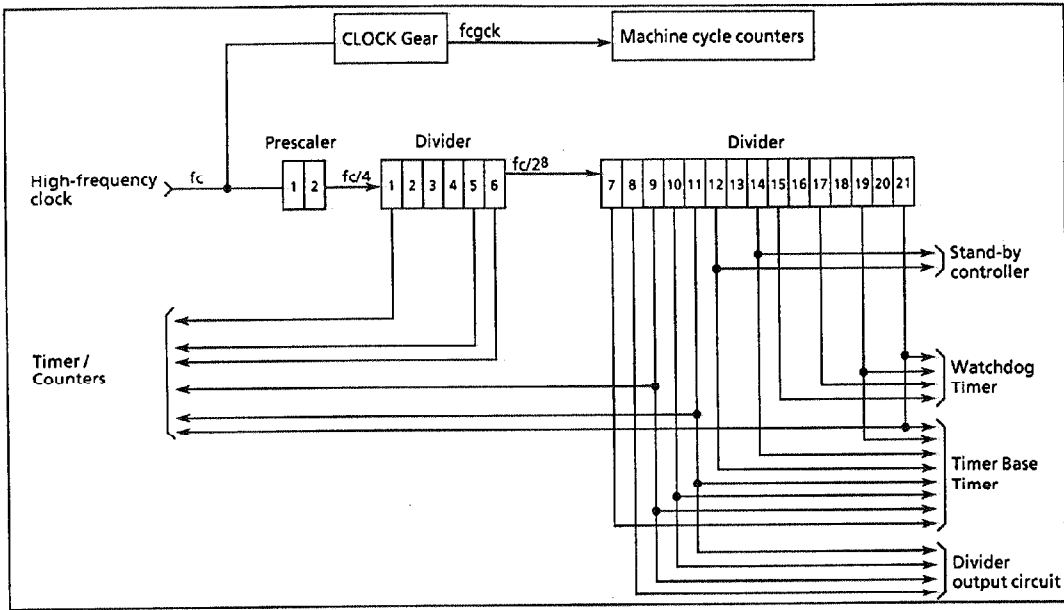 CLOCK Gear
fcgck
Machine cycle counters
Prescaler
Divider
Divider
High-frequency
clock
fc
1 2
fc/4
1 2 3 4 5 6
fc/2⁸
7 8 9 10 11 12 13 14 15 16 17 18 19 20 21
Stand-by
controller
Timer /
Counters
Watchdog
Timer
Timer Base
Timer
Divider
output circuit